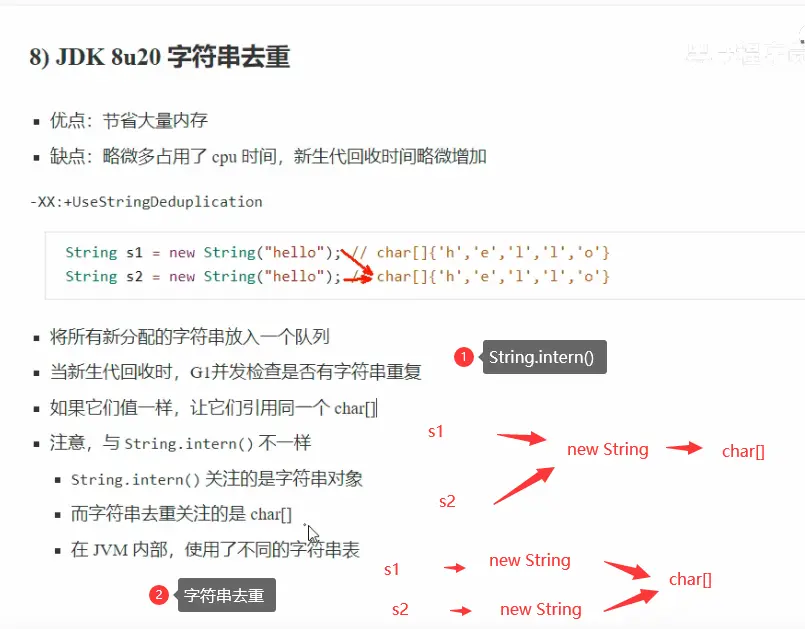 8) JDK 8u20 字符串去重
优点：节省大量内存
缺点：略微多占用了 cpu 时间，新生代回收时间略微增加
-XX:+UseStringDeduplication
String s1 = new String("hello"); // char[]{'h','e','l','l','o'}
String s2 = new String("hello"); // char[]{'h','e','l','l','o'}
将所有新分配的字符串放入一个队列
当新生代回收时，G1并发检查是否有字符串重复
1 String.intern()
如果它们值一样，让它们引用同一个 char[]
s1
new String
char[]
s2
注意，与 String.intern() 不一样
String.intern() 关注的是字符串对象
而字符串去重关注的是 char[]
在 JVM 内部，使用了不同的字符串表
2 字符串去重
s1
new String
char[]
s2
new String